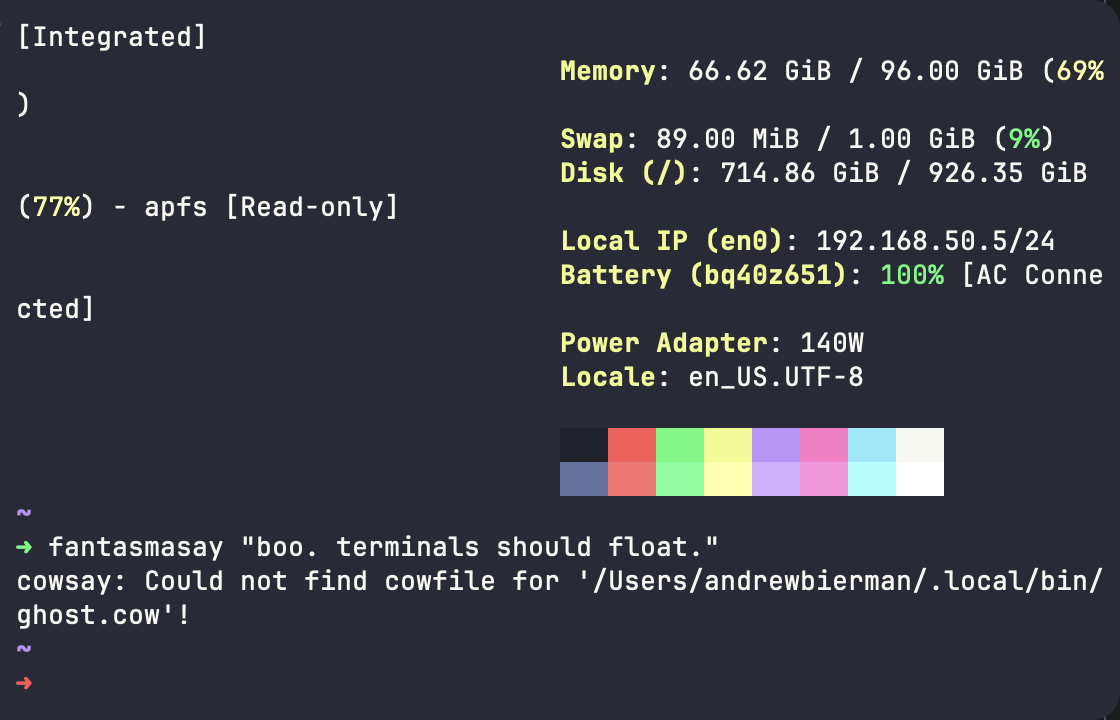 [Integrated]
Memory: 66.62 GiB / 96.00 GiB (69%
)
Swap: 89.00 MiB / 1.00 GiB (9%)
Disk (/): 714.86 GiB / 926.35 GiB
(77%) - apfs [Read-only]
Local IP (en0): 192.168.50.5/24
Battery (bq40z651): 100% [AC Conne
cted]
Power Adapter: 140W
Locale: en_US.UTF-8
~
➜ fantasmasay "boo. terminals should float."
cowsay: Could not find cowfile for '/Users/andrewbierman/.local/bin/
ghost.cow'!
~
➜